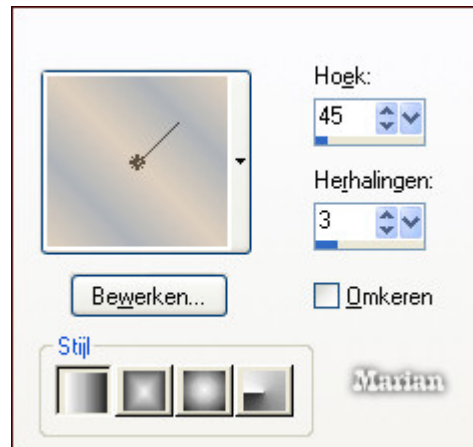 Hoek:
45
Herhalingen:
3
Bewerken...
Omkeren
Stijl
Marian